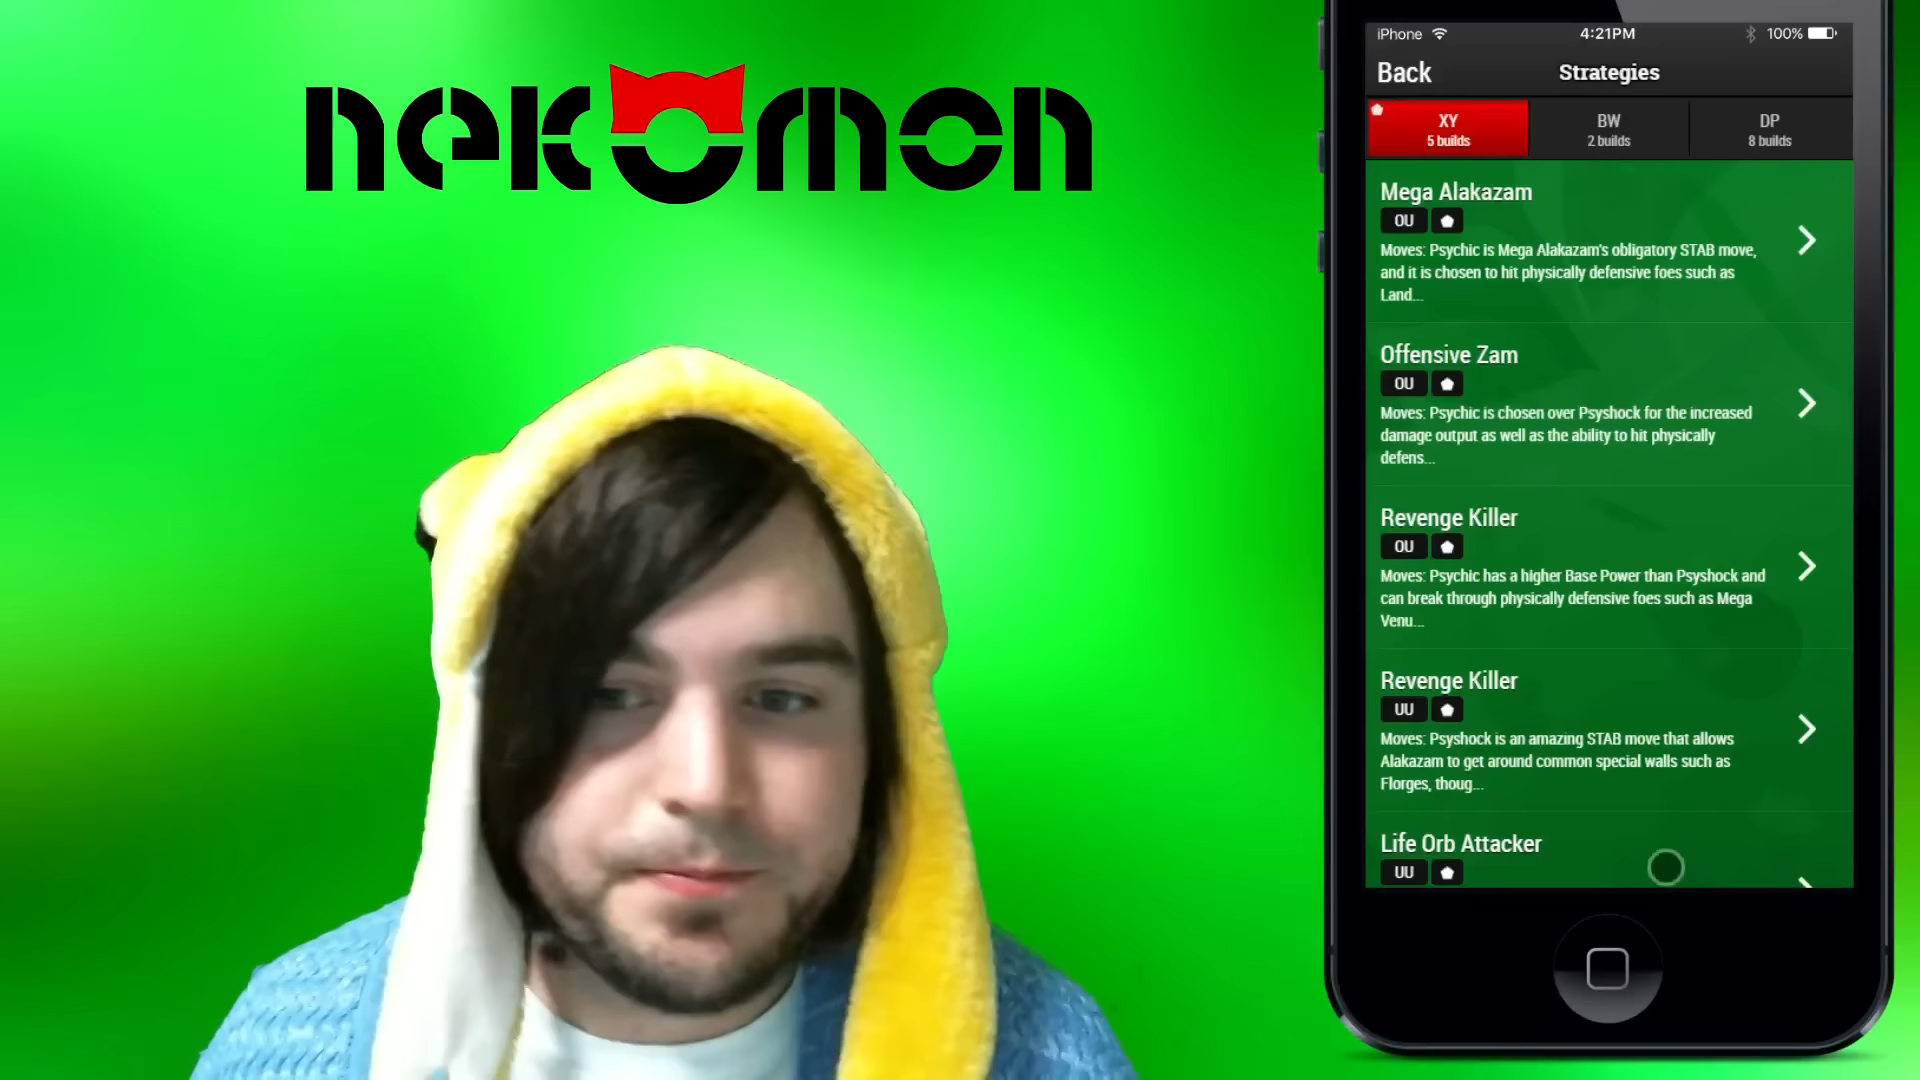 nekomon
iPhone 4:21PM 100%
Back Strategies
XY BW DP
5 builds 2 builds 8 builds
Mega Alakazam
OU
Moves: Psychic is Mega Alakazam's obligatory STAB move,
and it is chosen to hit physically defensive foes such as
Land...
Offensive Zam
OU
Moves: Psychic is chosen over Psyshock for the increased
damage output as well as the ability to hit physically
defens...
Revenge Killer
OU
Moves: Psychic has a higher Base Power than Psyshock and
can break through physically defensive foes such as Mega
Venu...
Revenge Killer
UU
Moves: Psyshock is an amazing STAB move that allows
Alakazam to get around common special walls such as
Florges, thoug...
Life Orb Attacker
UU